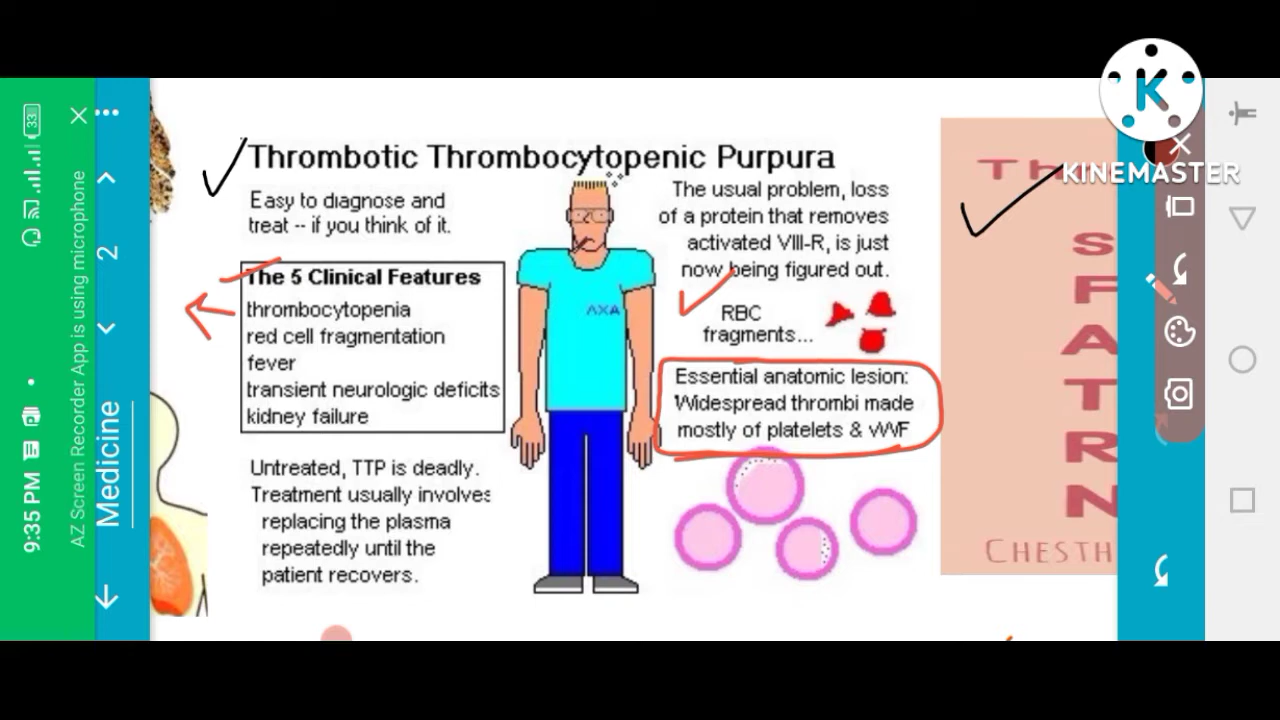 Thrombotic Thrombocytopenic Purpura
Easy to diagnose and
treat -- if you think of it.
The 5 Clinical Features
thrombocytopenia
red cell fragmentation
fever
transient neurologic deficits
kidney failure
Untreated, TTP is deadly.
Treatment usually involves
replacing the plasma
repeatedly until the
patient recovers.
The usual problem, loss
of a protein that removes
activated VIII-R, is just
now being figured out.
RBC
fragments...
Essential anatomic lesion:
Widespread thrombi made
mostly of platelets & vWF
ΛXA
Th
S
F
A
T
R
N
CHESTH
K
KINEMASTER
9:35 PM
33
AZ Screen Recorder App is using microphone
Medicine
2